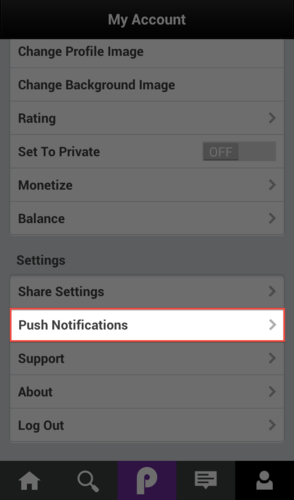 My Account
Change Profile Image
Change Background Image
Rating
Set To Private OFF
Monetize
Balance
Settings
Share Settings
Push Notifications
Support
About
Log Out
p